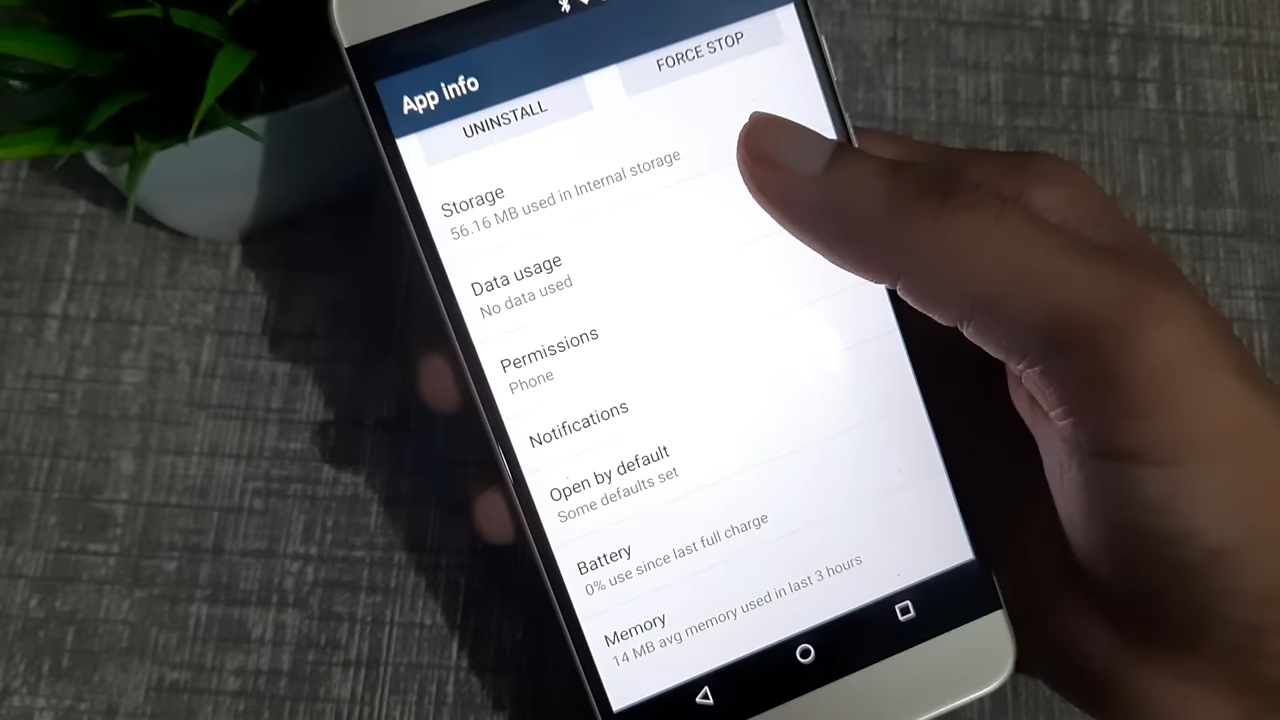 App info
UNINSTALL
FORCE STOP
Storage
56.16 MB used in Internal storage
Data usage
No data used
Permissions
Phone
Notifications
Open by default
Some defaults set
Battery
0% use since last full charge
Memory
14 MB avg memory used in last 3 hours